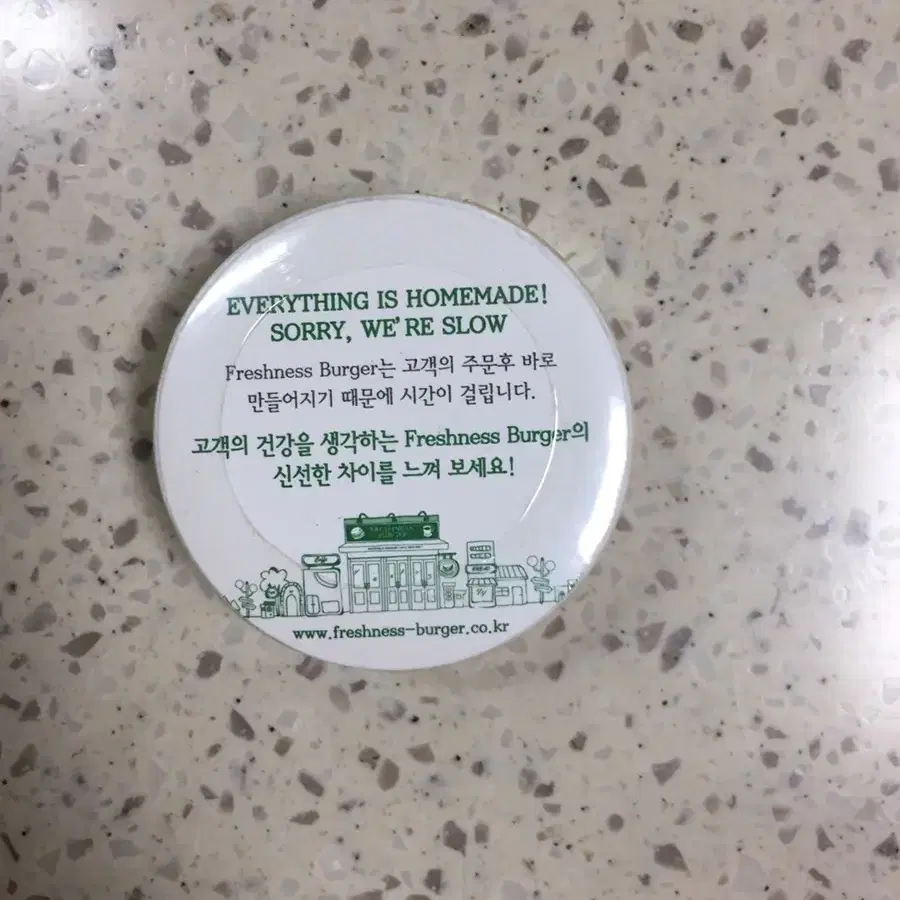 EVERYTHING IS HOMEMADE!
SORRY, WE'RE SLOW
Freshness Burger는 고객의 주문후 바로
만들어지기 때문에 시간이 걸립니다.
고객의 건강을 생각하는 Freshness Burger의
신선한 차이를 느껴 보세요!
FRESHNESS
BURGER
www.freshness-burger.co.kr